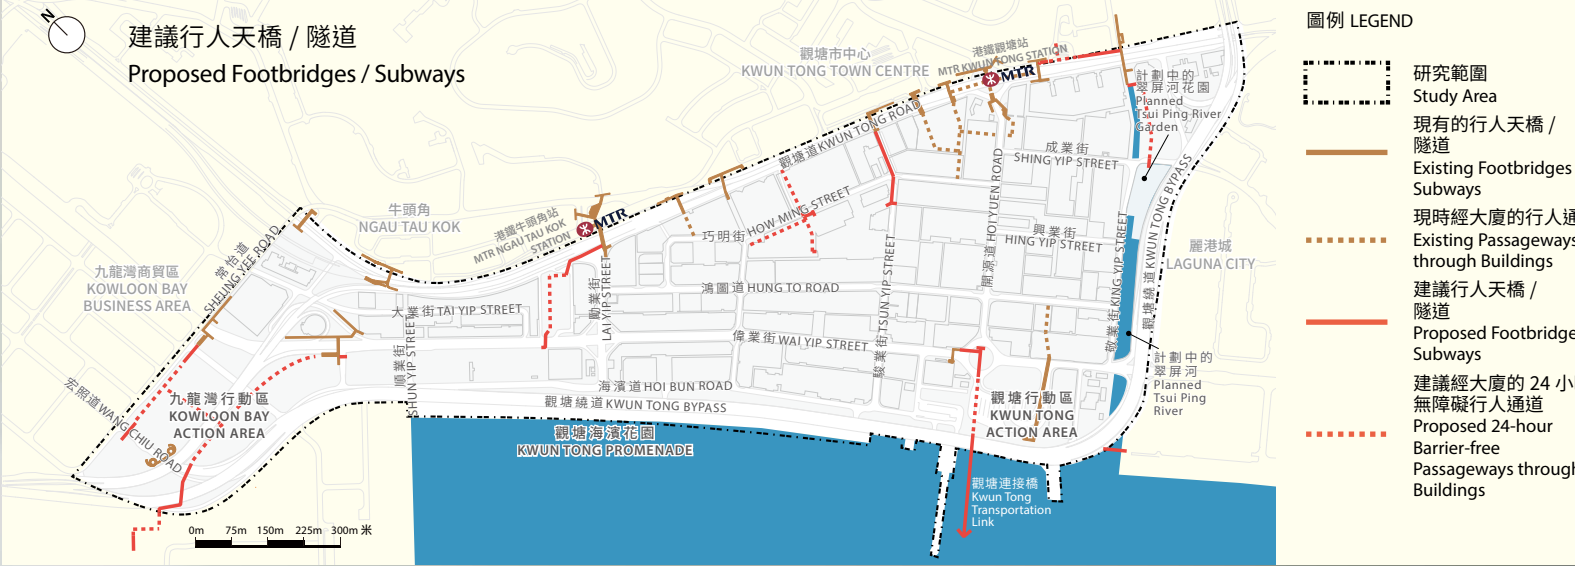 N
建議行人天橋 / 隧道
Proposed Footbridges / Subways
觀塘市中心
KWUN TONG TOWN CENTRE
港鐵觀塘站
MTR KWUN TONG STATION
MTR
計劃中的
翠屏河花園
Planned
Tsui Ping River
Garden
觀塘道 KWUN TONG ROAD
成業街
SHING YIP STREET
牛頭角
NGAU TAU KOK
港鐵牛頭角站
MTR NGAU TAU KOK
STATION
MTR
巧明街 HOW MING STREET
開源道 HOI YUEN ROAD
興業街
HING YIP STREET
敬業街 KING YIP STREET
觀塘繞道 KWUN TONG BYPASS
麗港城
LAGUNA CITY
常怡道
SHEUNG YEE ROAD
九龍灣商貿區
KOWLOON BAY
BUSINESS AREA
大業街 TAI YIP STREET
勵業街
LAI YIP STREET
鴻圖道 HUNG TO ROAD
駿業街 TSUN YIP STREET
偉業街 WAI YIP STREET
順業街
SHUN YIP STREET
海濱道 HOI BUN ROAD
觀塘繞道 KWUN TONG BYPASS
計劃中的
翠屏河
Planned
Tsui Ping
River
宏照道 WANG CHIU ROAD
九龍灣行動區
KOWLOON BAY
ACTION AREA
觀塘行動區
KWUN TONG
ACTION AREA
觀塘海濱花園
KWUN TONG PROMENADE
觀塘連接橋
Kwun Tong
Transportation
Link
0m 75m 150m 225m 300m 米
圖例 LEGEND
研究範圍
Study Area
現有的行人天橋 /
隧道
Existing Footbridges
Subways
現時經大廈的行人通
Existing Passageways
through Buildings
建議行人天橋 /
隧道
Proposed Footbridge
Subways
建議經大廈的 24 小
無障礙行人通道
Proposed 24-hour
Barrier-free
Passageways through
Buildings